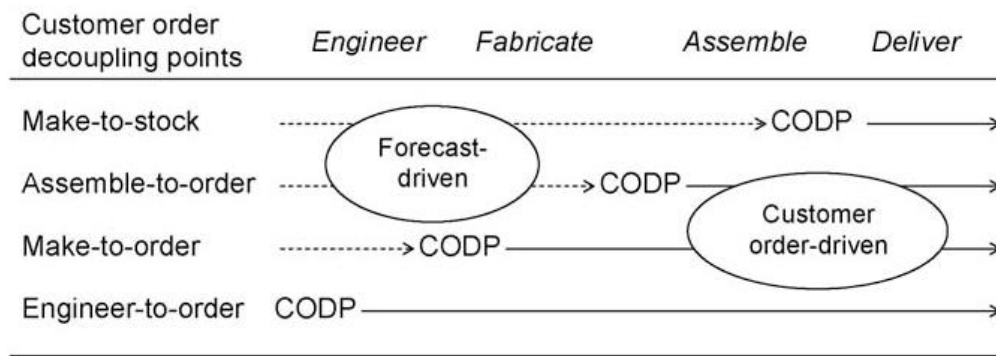 Customer order
decoupling points
Engineer Fabricate Assemble Deliver
Make-to-stock CODP
Forecast-
driven
Assemble-to-order CODP
Customer
order-driven
Make-to-order CODP
Engineer-to-order CODP